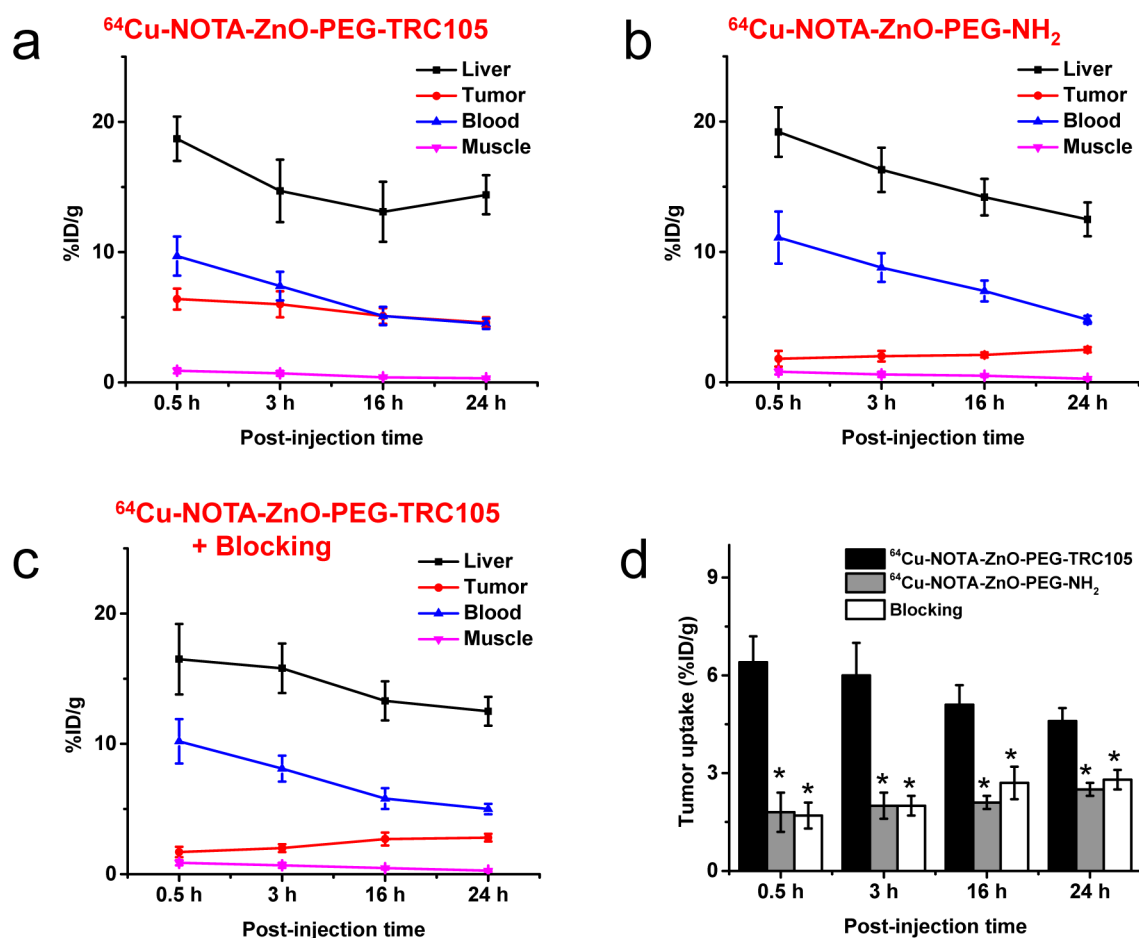 a
⁶⁴Cu-NOTA-ZnO-PEG-TRC105
Liver
Tumor
Blood
Muscle
20
10
0
%ID/g
0.5 h 3 h 16 h 24 h
Post-injection time
b
⁶⁴Cu-NOTA-ZnO-PEG-NH₂
Liver
Tumor
Blood
Muscle
20
10
0
%ID/g
0.5 h 3 h 16 h 24 h
Post-injection time
c
⁶⁴Cu-NOTA-ZnO-PEG-TRC105
+ Blocking
Liver
Tumor
Blood
Muscle
20
10
0
%ID/g
0.5 h 3 h 16 h 24 h
Post-injection time
d
⁶⁴Cu-NOTA-ZnO-PEG-TRC105
⁶⁴Cu-NOTA-ZnO-PEG-NH₂
Blocking
9
6
3
0
Tumor uptake (%ID/g)
* * * * * * * *
0.5 h 3 h 16 h 24 h
Post-injection time